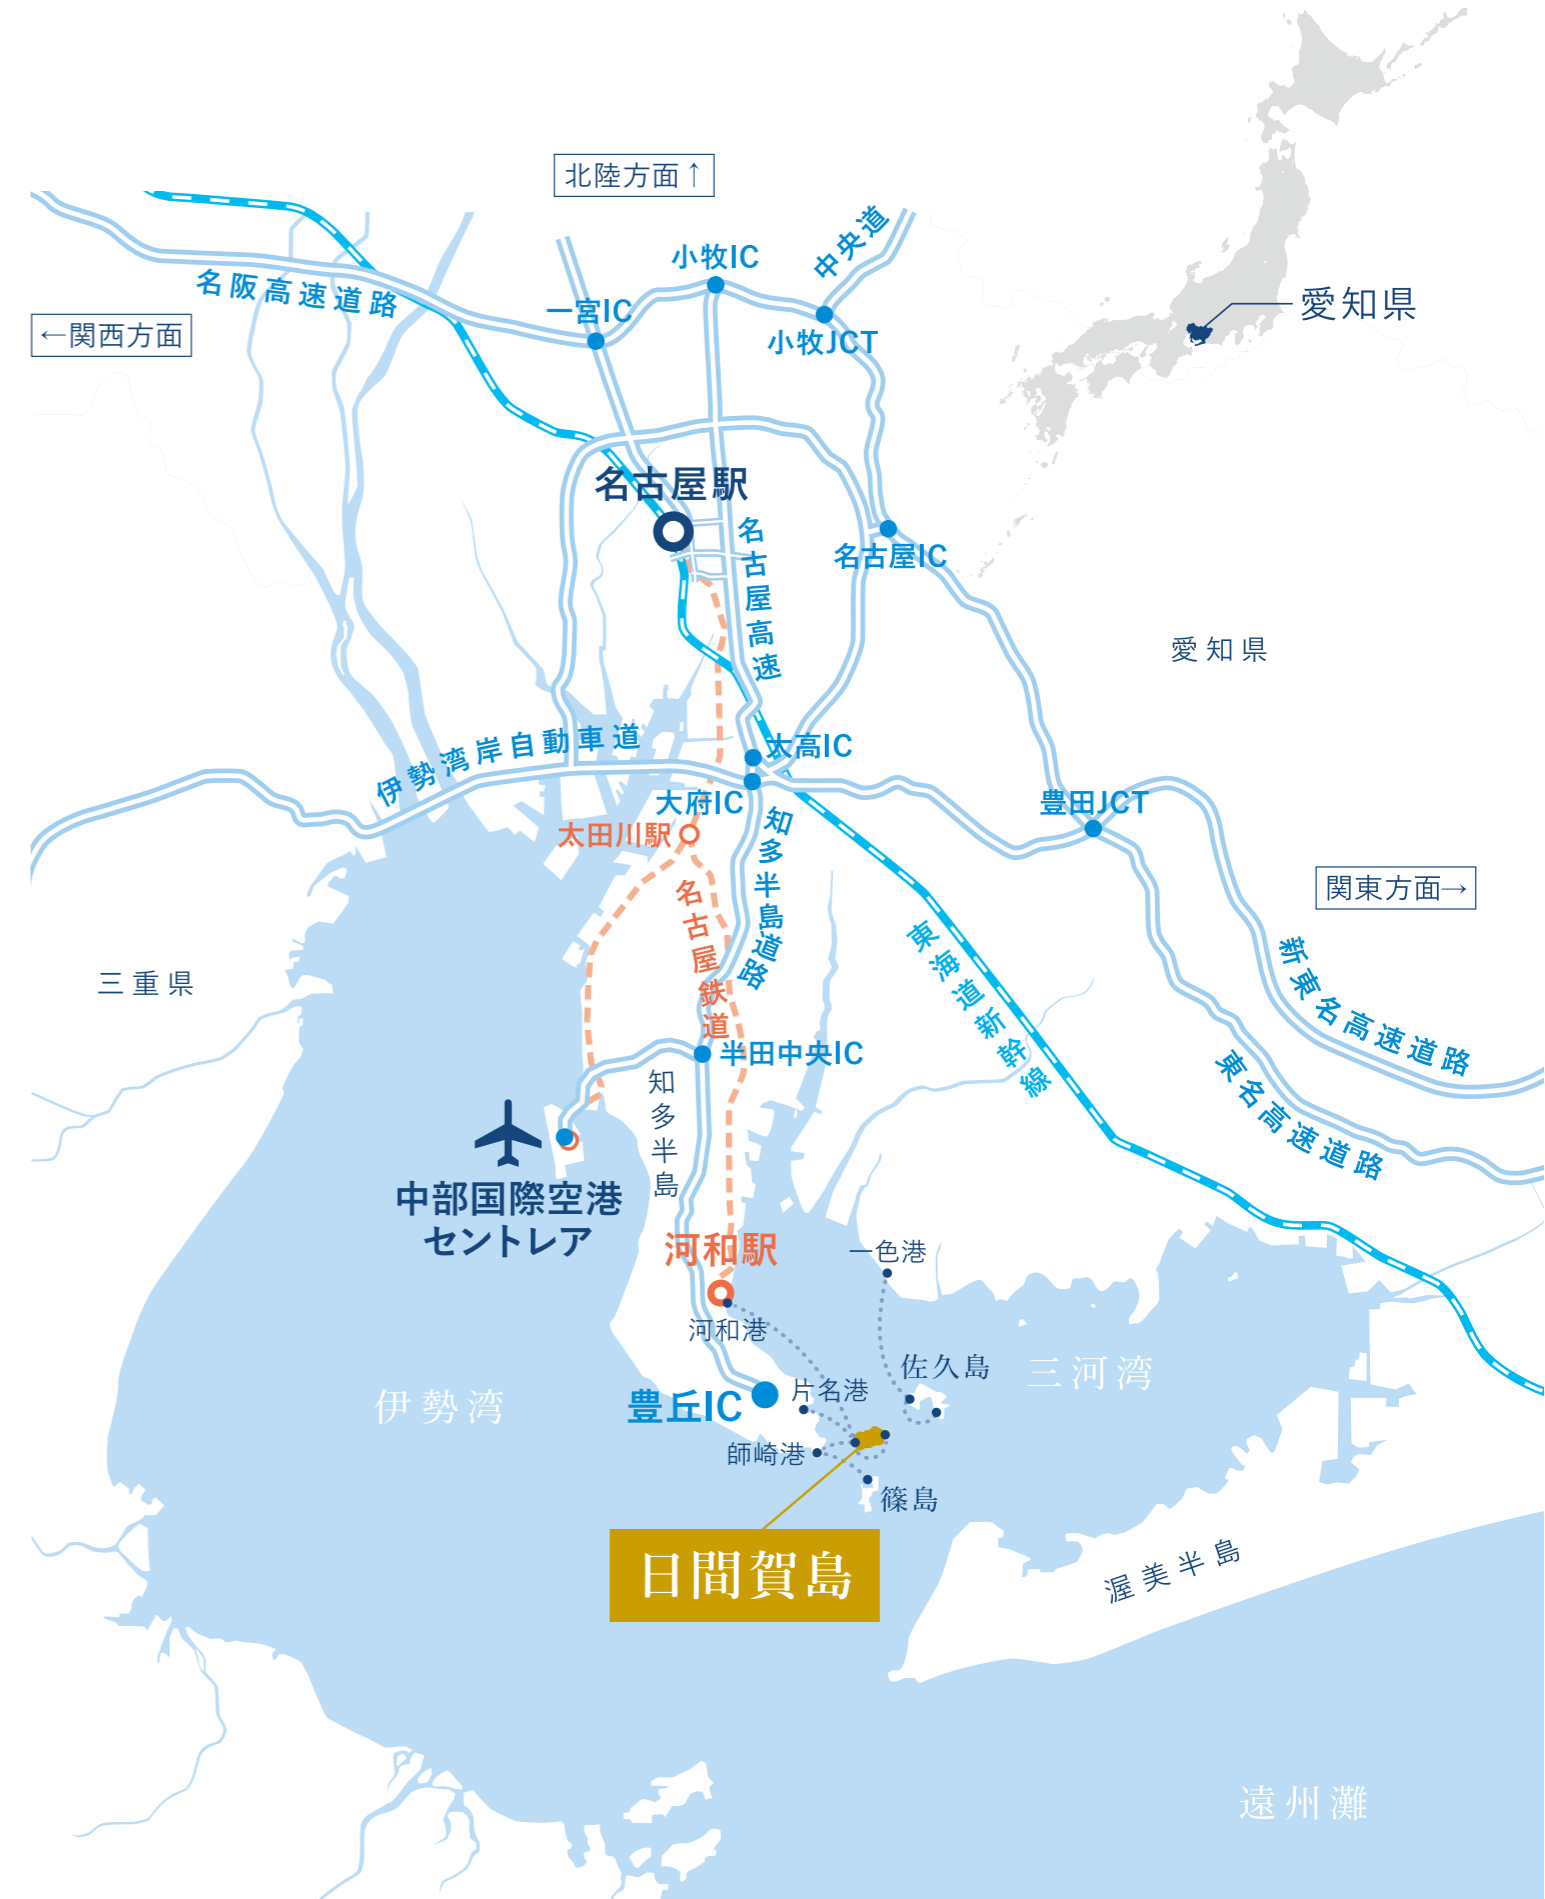 北陸方面↑
中央道
小牧IC
名阪高速道路
愛知県
一宮IC
←関西方面
小牧JCT
名古屋駅
名古屋高速
名古屋IC
愛知県
伊勢湾岸自動車道
大高IC
大府IC
豊田JCT
太田川駅
知多半島道路
関東方面→
名古屋鉄道
東海道新幹線
新東名高速道路
三重県
半田中央IC
東名高速道路
知多半島
中部国際空港
セントレア
河和駅
一色港
河和港
佐久島
三河湾
伊勢湾
豊丘IC
片名港
師崎港
篠島
日間賀島
渥美半島
遠州灘